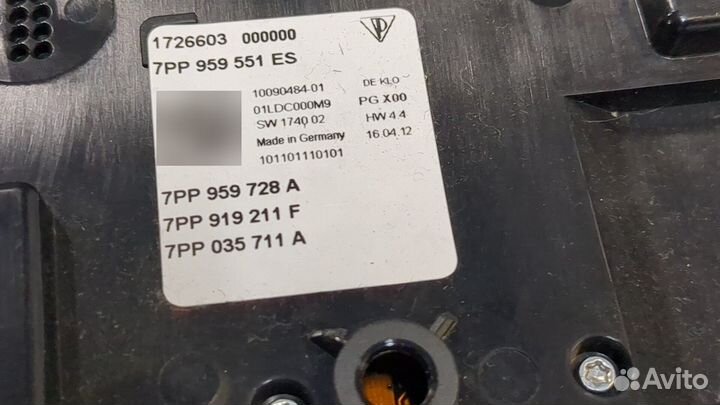 1726603 000000
7PP 959 551 ES
10090484-01 DE KLO
01LDC000M9 PG X00
SW 1740 02 HW 4.4
Made in Germany 16.04.12
101101110101
7PP 959 728 A
7PP 919 211 F
7PP 035 711 A
Avito